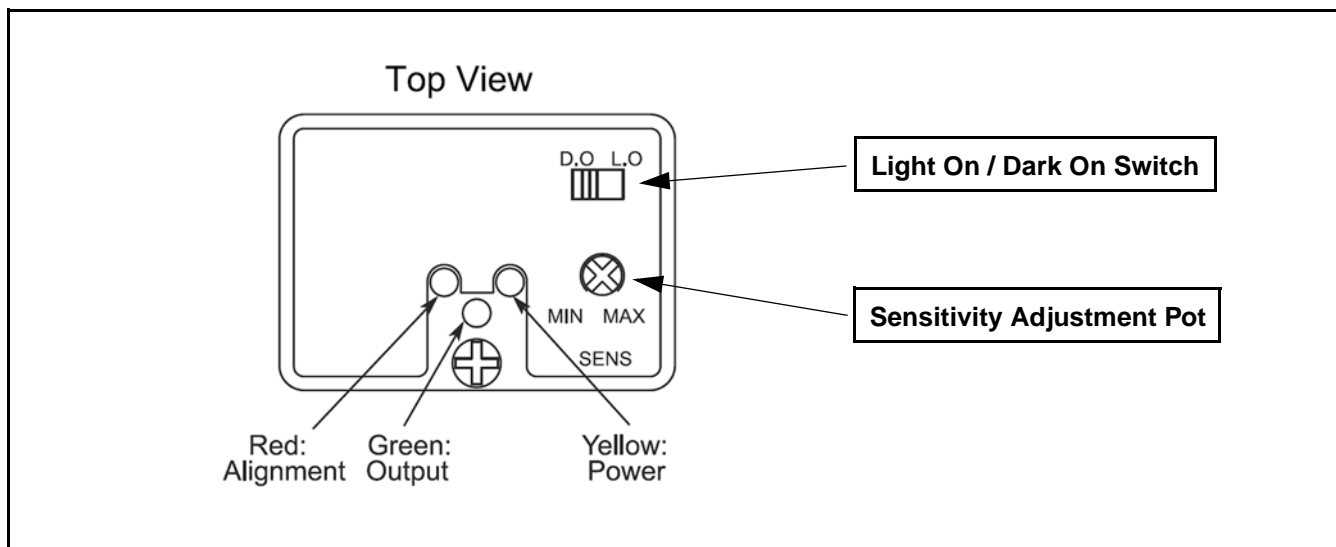 Top View
D.O L.O
Light On / Dark On Switch
MIN MAX
Sensitivity Adjustment Pot
SENS
Red:
Alignment
Green:
Output
Yellow:
Power